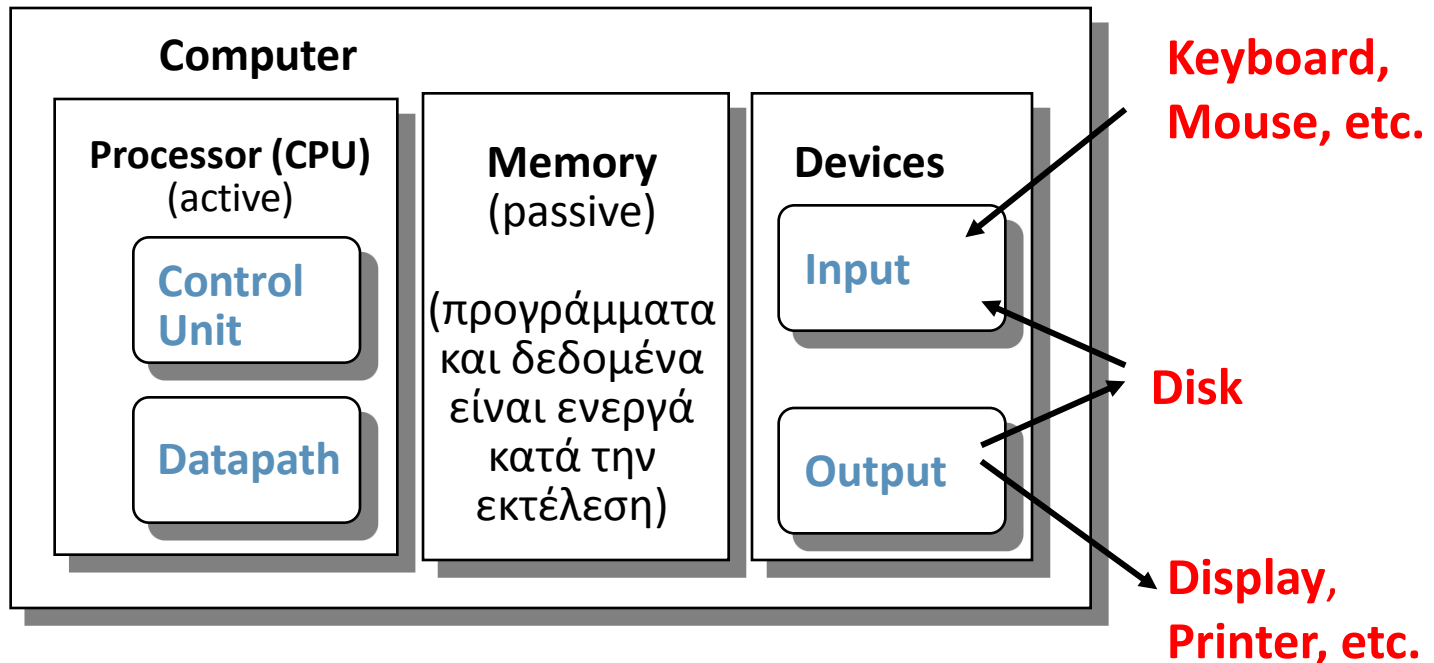 Computer
Processor (CPU)
(active)
Control
Unit
Datapath
Memory
(passive)
(προγράμματα
και δεδομένα
είναι ενεργά
κατά την
εκτέλεση)
Devices
Input
Output
Keyboard,
Mouse, etc.
Disk
Display,
Printer, etc.